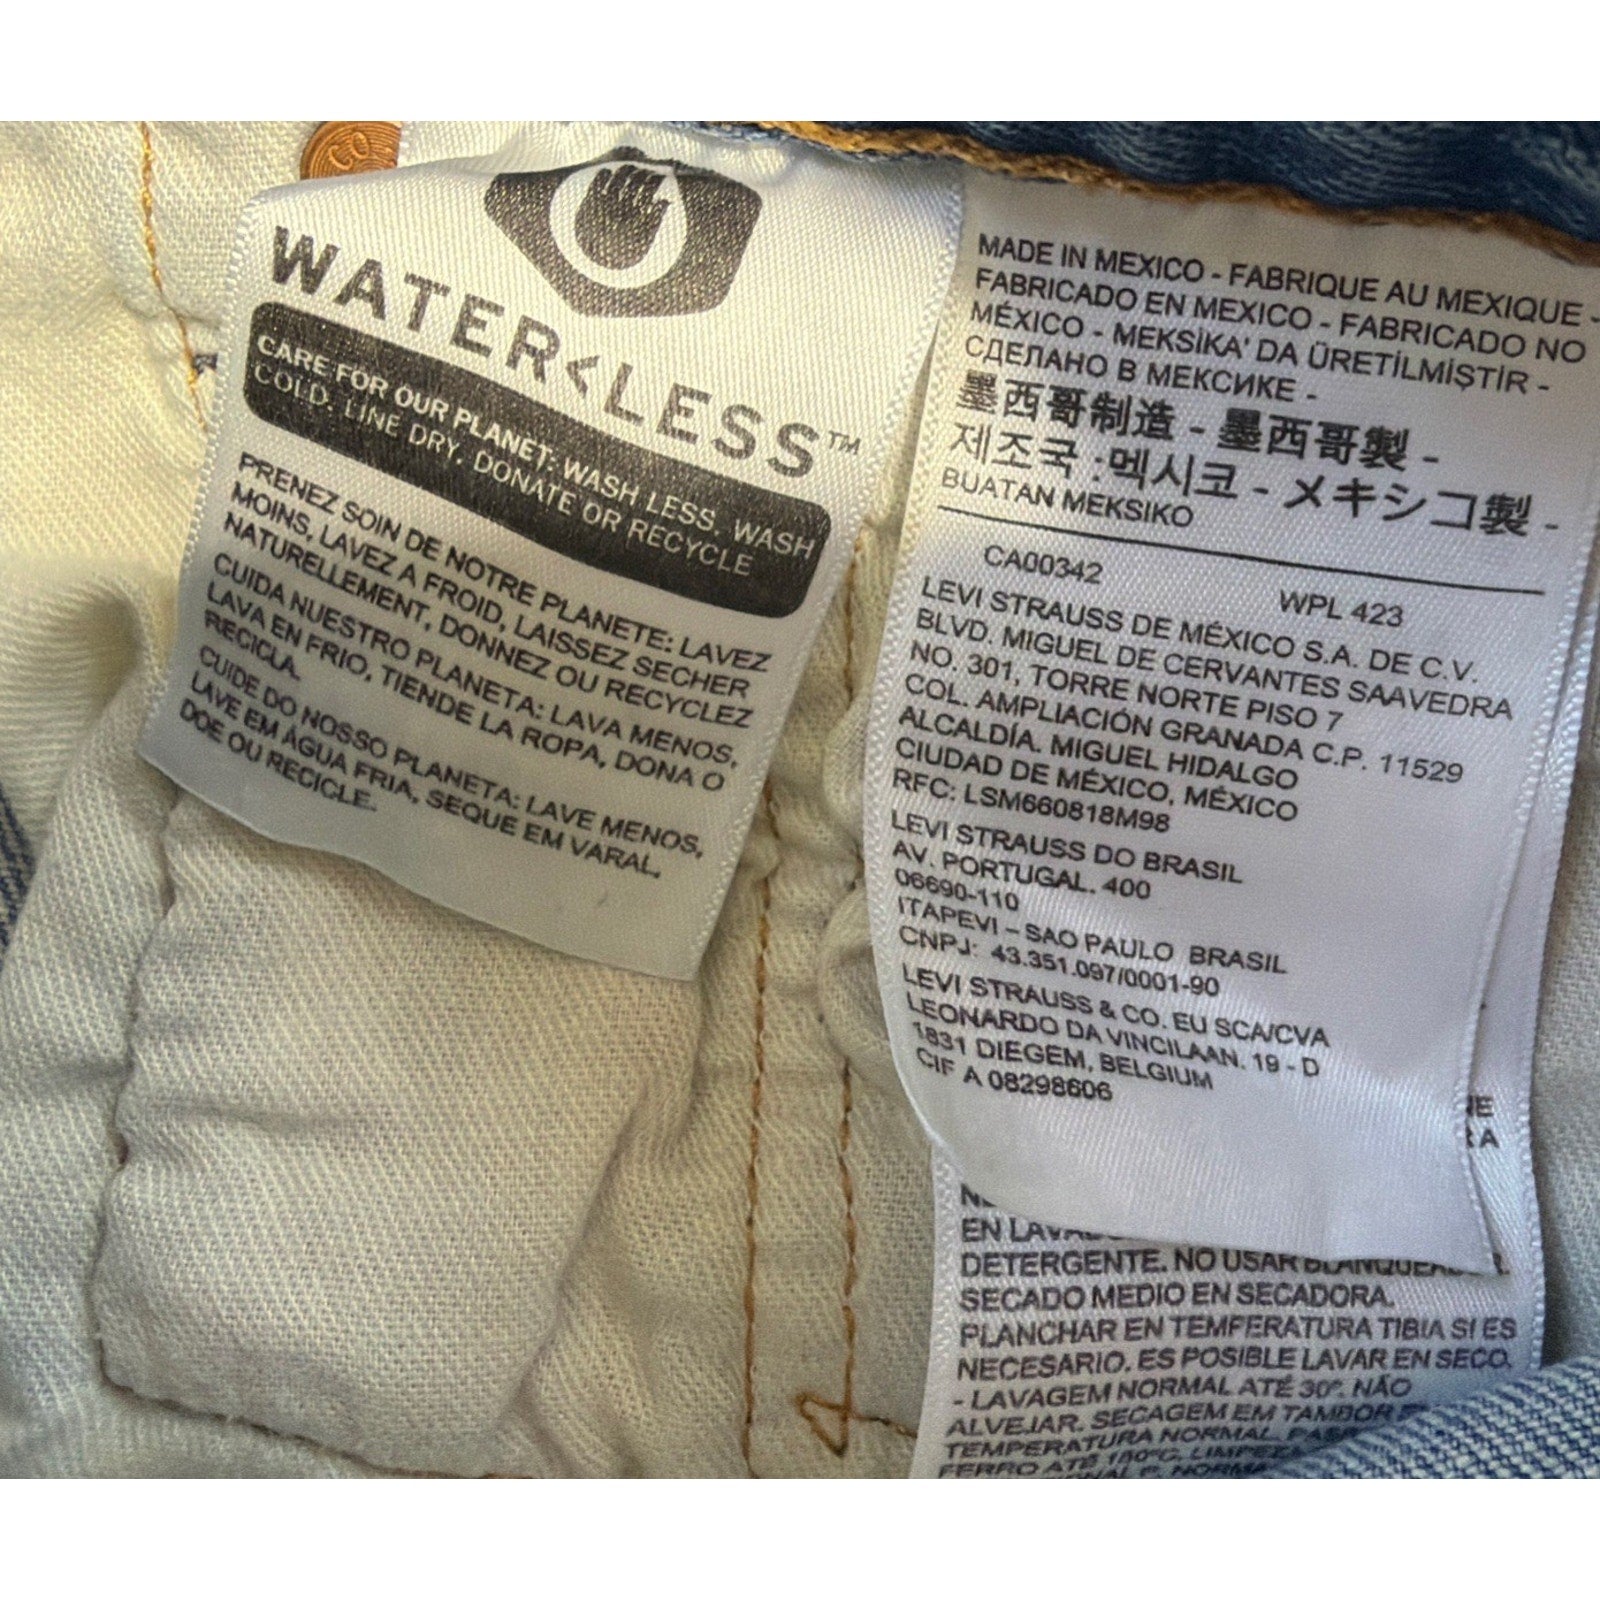 CO
WATER<LESS™
CARE FOR OUR PLANET: WASH LESS, WASH
COLD, LINE DRY, DONATE OR RECYCLE
PRENEZ SOIN DE NOTRE PLANETE: LAVEZ
MOINS, LAVEZ A FROID, LAISSEZ SECHER
NATURELLEMENT, DONNEZ OU RECYCLEZ
CUIDA NUESTRO PLANETA: LAVA MENOS,
LAVA EN FRIO, TIENDE LA ROPA, DONA O
RECICLA.
CUIDE DO NOSSO PLANETA: LAVE MENOS,
LAVE EM ÁGUA FRIA, SEQUE EM VARAL,
DOE OU RECICLE.
MADE IN MEXICO - FABRIQUE AU MEXIQUE -
FABRICADO EN MEXICO - FABRICADO NO
MÉXICO - MEKSİKA' DA ÜRETİLMİŞTİR -
СДЕЛАНО В МЕКСИКЕ -
墨西哥制造 - 墨西哥製 -
제조국 :멕시코 - メキシコ製 -
BUATAN MEKSIKO
CA00342 WPL 423
LEVI STRAUSS DE MÉXICO S.A. DE C.V.
BLVD. MIGUEL DE CERVANTES SAAVEDRA
NO. 301, TORRE NORTE PISO 7
COL. AMPLIACIÓN GRANADA C.P. 11529
ALCALDÍA. MIGUEL HIDALGO
CIUDAD DE MÉXICO, MÉXICO
RFC: LSM660818M98
LEVI STRAUSS DO BRASIL
AV. PORTUGAL. 400
06690-110
ITAPEVI – SAO PAULO BRASIL
CNPJ: 43.351.097/0001-90
LEVI STRAUSS & CO. EU SCA/CVA
LEONARDO DA VINCILAAN. 19 - D
1831 DIEGEM, BELGIUM
CIF A 08298606
EN
DETERGENTE. NO USAR BLANQUEADOR.
SECADO MEDIO EN SECADORA.
PLANCHAR EN TEMPERATURA TIBIA SI ES
NECESARIO. ES POSIBLE LAVAR EN SECO.
- LAVAGEM NORMAL ATÉ 30°. NÃO
ALVEJAR. SECAGEM EM TAMBOR
TEMPERATURA NORMAL.
FERRO ATÉ